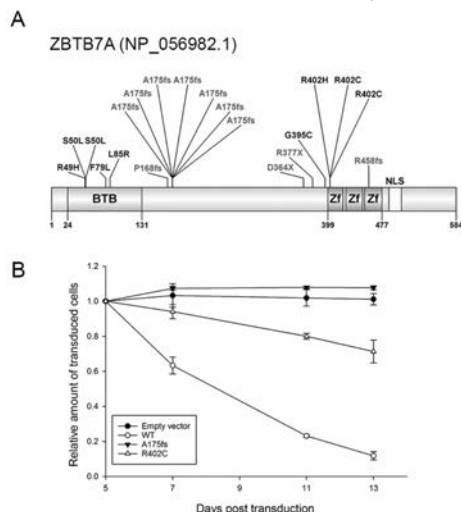 A
ZBTB7A (NP_056982.1)
A175fs A175fs A175fs
A175fs A175fs
A175fs A175fs
A175fs A175fs
R402H R402C
R402C
S50L S50L
L85R
G395C
R377X
R49H F79L
P168fs
D364X
R458fs
NLS
BTB
Zf Zf Zf
1 24 131 399 477 584
B
Relative amount of transduced cells
1.2
1.0
0.8
0.6
0.4
0.2
0.0
Empty vector
WT
A175fs
R402C
5 7 9 11 13
Days post transduction